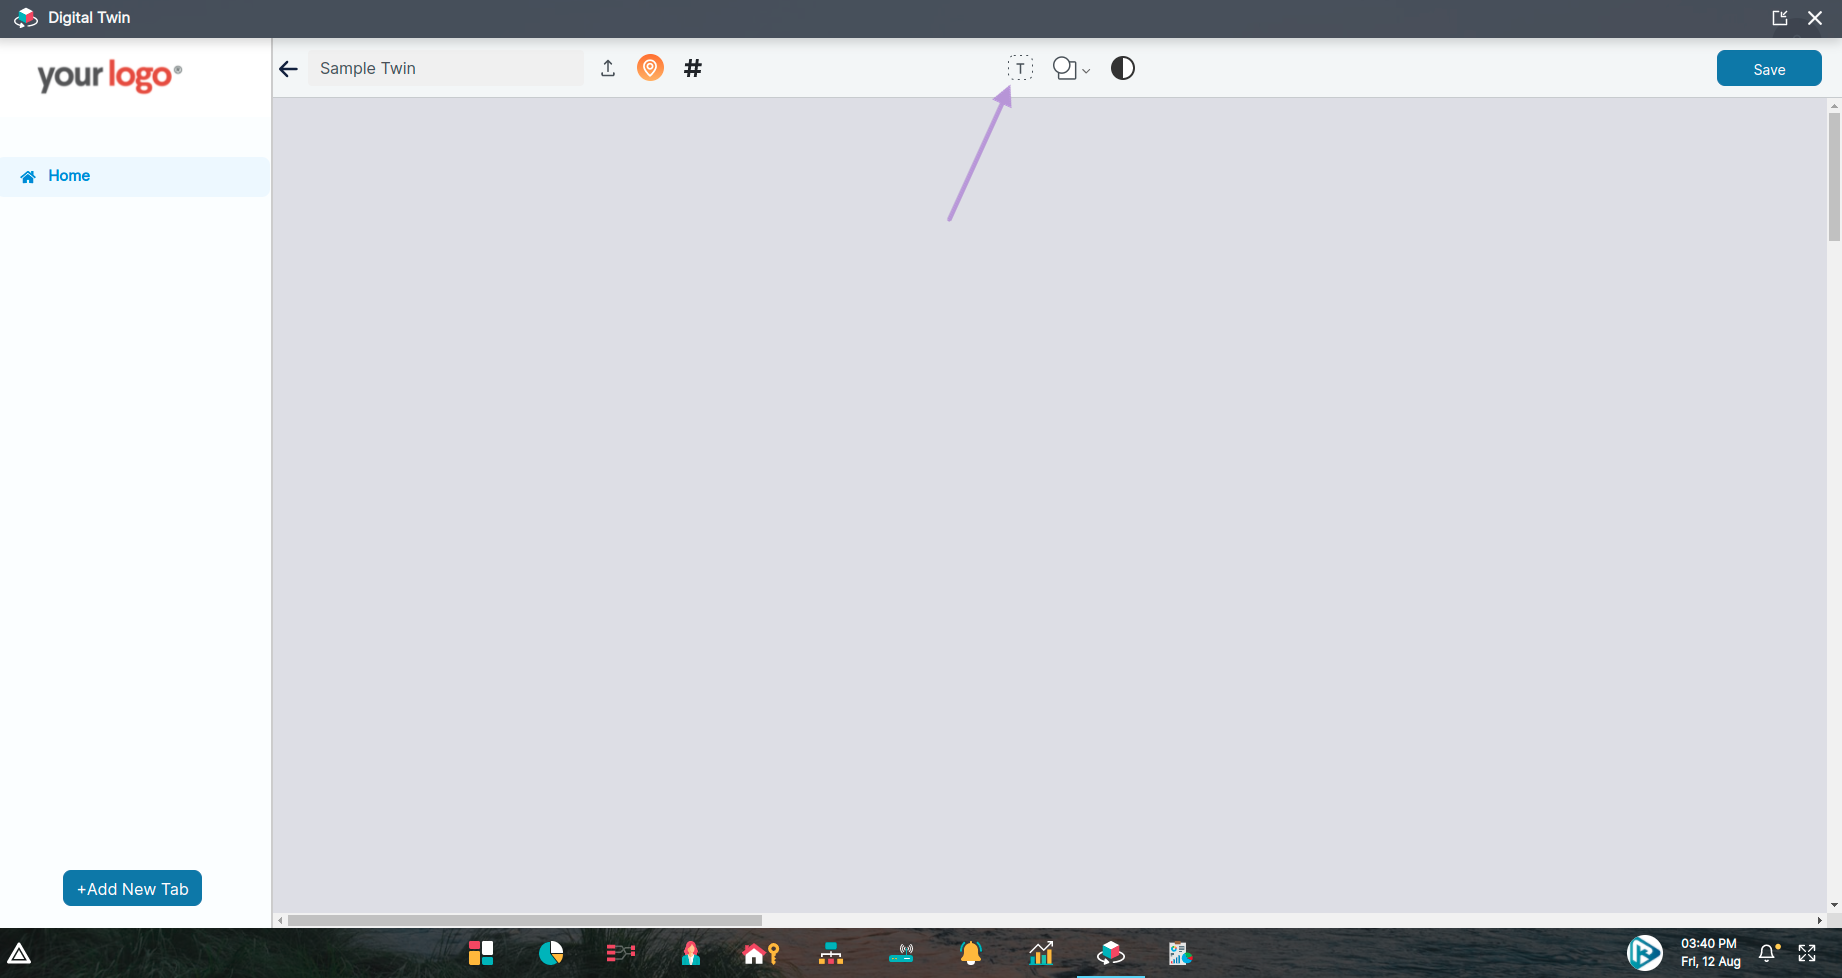 Digital Twin
your logo®
Sample Twin
T
Save
Home
+Add New Tab
03:40 PM
Fri, 12 Aug